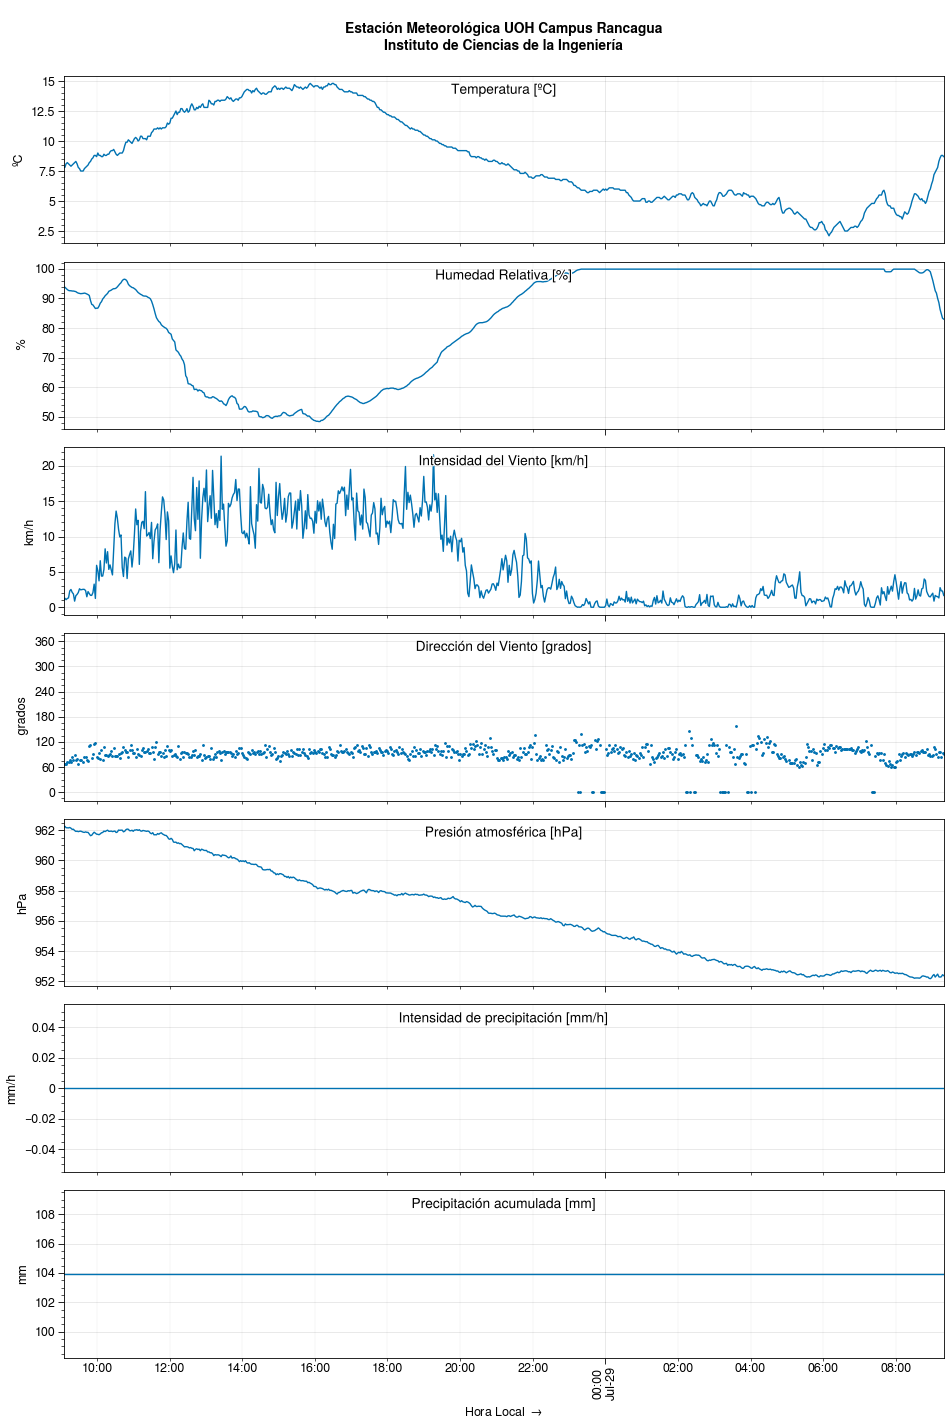 Estación Meteorológica UOH Campus Rancagua
Instituto de Ciencias de la Ingeniería
Temperatura [ºC]
ºC
15
12.5
10
7.5
5
2.5
Humedad Relativa [%]
%
100
90
80
70
60
50
Intensidad del Viento [km/h]
km/h
20
15
10
5
0
Dirección del Viento [grados]
grados
360
300
240
180
120
60
0
Presión atmosférica [hPa]
hPa
962
960
958
956
954
952
Intensidad de precipitación [mm/h]
mm/h
0.04
0.02
0
−0.02
−0.04
Precipitación acumulada [mm]
mm
108
106
104
102
100
10:00 12:00 14:00 16:00 18:00 20:00 22:00 00:00 02:00 04:00 06:00 08:00
Jul-29
Hora Local →